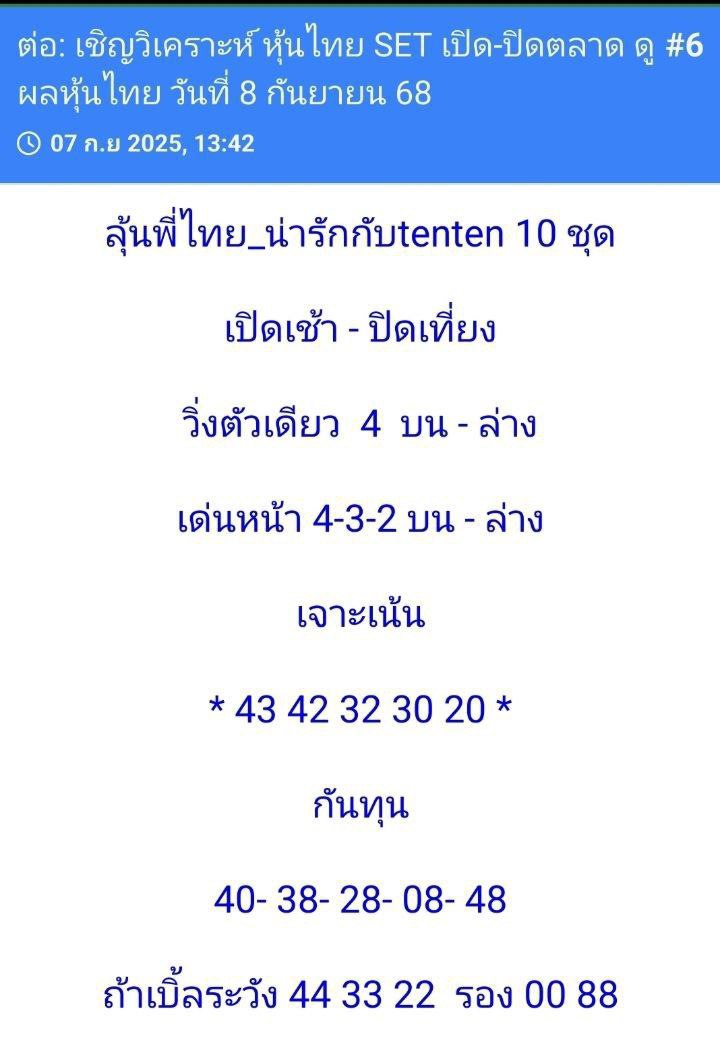 ต่อ: เชิญวิเคราะห์ หุ้นไทย SET เปิด-ปิดตลาด ดู #6
ผลหุ้นไทย วันที่ 8 กันยายน 68
07 ก.ย 2025, 13:42
ลุ้นพี่ไทย_น่ารักกับtenten 10 ชุด
เปิดเช้า - ปิดเที่ยง
วิ่งตัวเดียว 4 บน - ล่าง
เด่นหน้า 4-3-2 บน - ล่าง
เจาะเน้น
* 43 42 32 30 20 *
กันทุน
40- 38- 28- 08- 48
ถ้าเบิ้ลระวัง 44 33 22 รอง 00 88